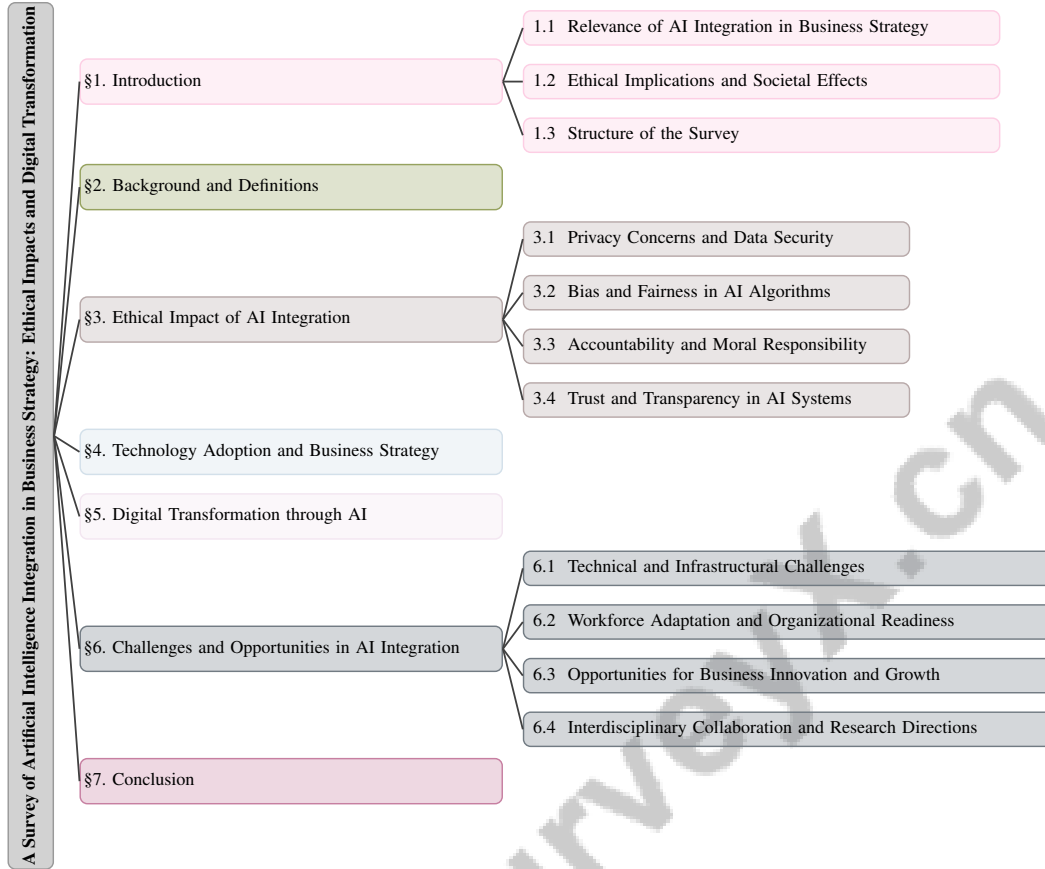 A Survey of Artificial Intelligence Integration in Business Strategy: Ethical Impacts and Digital Transformation
§1. Introduction
1.1 Relevance of AI Integration in Business Strategy
1.2 Ethical Implications and Societal Effects
1.3 Structure of the Survey
§2. Background and Definitions
§3. Ethical Impact of AI Integration
3.1 Privacy Concerns and Data Security
3.2 Bias and Fairness in AI Algorithms
3.3 Accountability and Moral Responsibility
3.4 Trust and Transparency in AI Systems
§4. Technology Adoption and Business Strategy
§5. Digital Transformation through AI
§6. Challenges and Opportunities in AI Integration
6.1 Technical and Infrastructural Challenges
6.2 Workforce Adaptation and Organizational Readiness
6.3 Opportunities for Business Innovation and Growth
6.4 Interdisciplinary Collaboration and Research Directions
§7. Conclusion
urveyx.cn